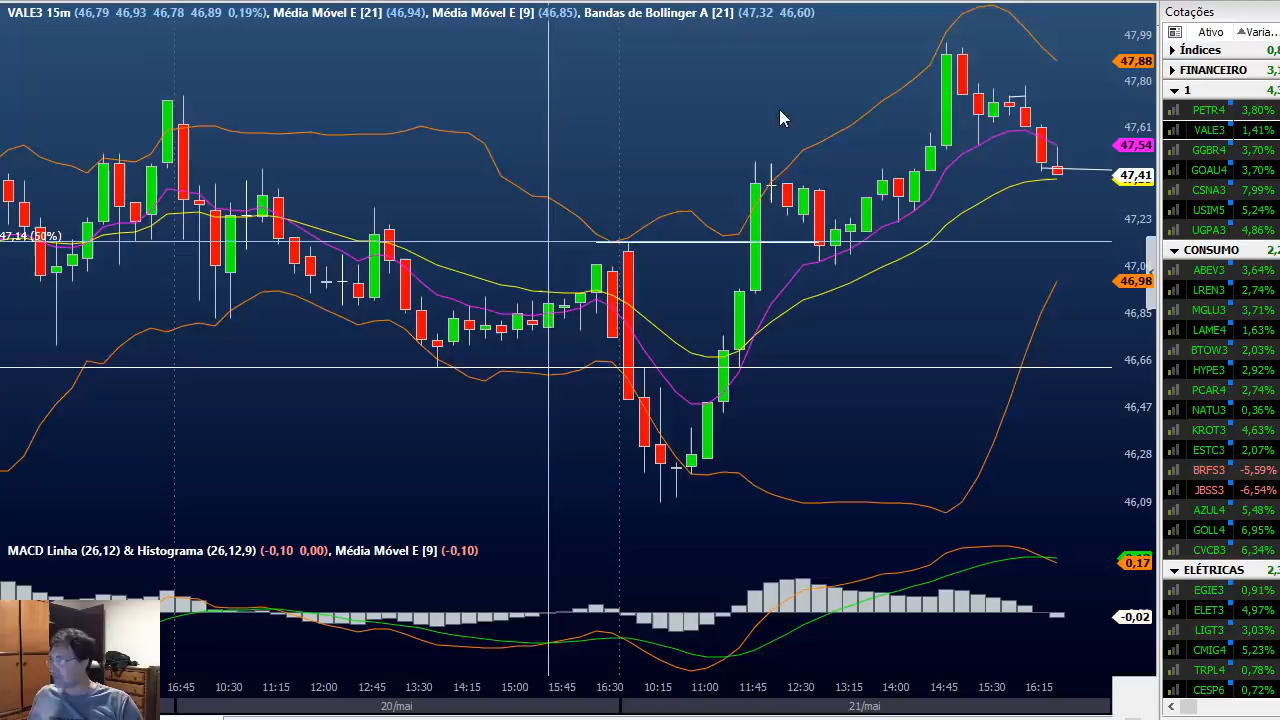 VALE3 15m (46,79 46,93 46,78 46,89 0,19%), Média Móvel E [21] (46,94), Média Móvel E [9] (46,85), Bandas de Bollinger A [21] (47,32 46,60)
47,99
47,88
47,80
47,61
47,54
47,41
47,23
47,14 (50%)
46,98
46,85
46,66
46,47
46,28
46,09
MACD Linha (26,12) & Histograma (26,12,9) (-0,10 0,00), Média Móvel E [9] (-0,10)
0,17
-0,02
16:45 10:30 11:15 12:00 12:45 13:30 14:15 15:00 15:45 16:30 10:15 11:00 11:45 12:30 13:15 14:00 14:45 15:30 16:15
20/mai 21/mai
Cotações
Ativo Varia...
Índices
FINANCEIRO
1
PETR4 3,80%
VALE3 1,41%
GGBR4 3,70%
GOAU4 3,70%
CSNA3 7,99%
USIM5 5,24%
UGPA3 4,86%
CONSUMO
ABEV3 3,64%
LREN3 2,74%
MGLU3 3,71%
LAME4 1,63%
BTOW3 2,03%
HYPE3 2,92%
PCAR4 2,74%
NATU3 0,36%
KROT3 4,63%
ESTC3 2,07%
BRFS3 -5,59%
JBSS3 -6,54%
AZUL4 5,48%
GOLL4 6,95%
CVCB3 6,34%
ELÉTRICAS
EGIE3 0,91%
ELET3 4,97%
LIGT3 3,03%
CMIG4 5,23%
TRPL4 0,78%
CESP6 0,72%